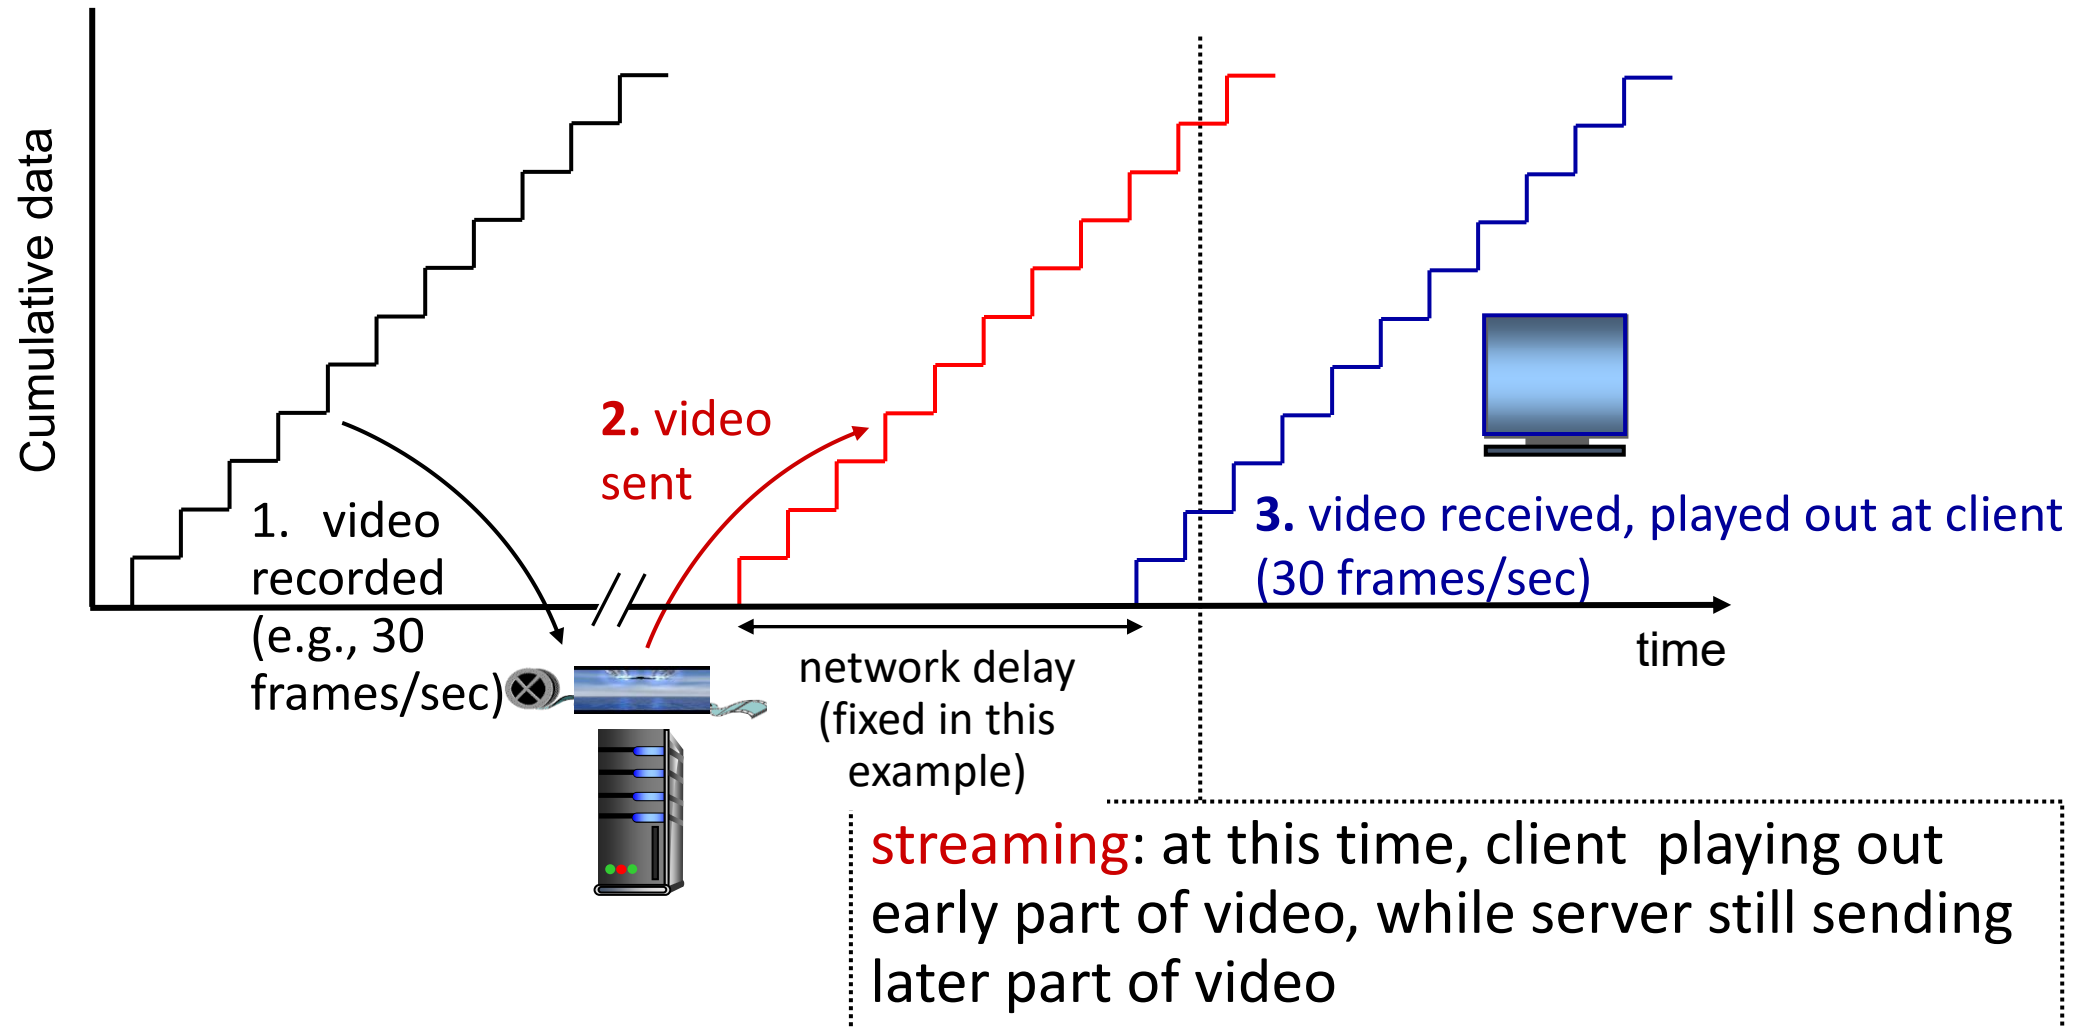 Cumulative data
1. video
recorded
(e.g., 30
frames/sec)
2. video
sent
3. video received, played out at client
(30 frames/sec)
time
network delay
(fixed in this
example)
streaming: at this time, client playing out
early part of video, while server still sending
later part of video